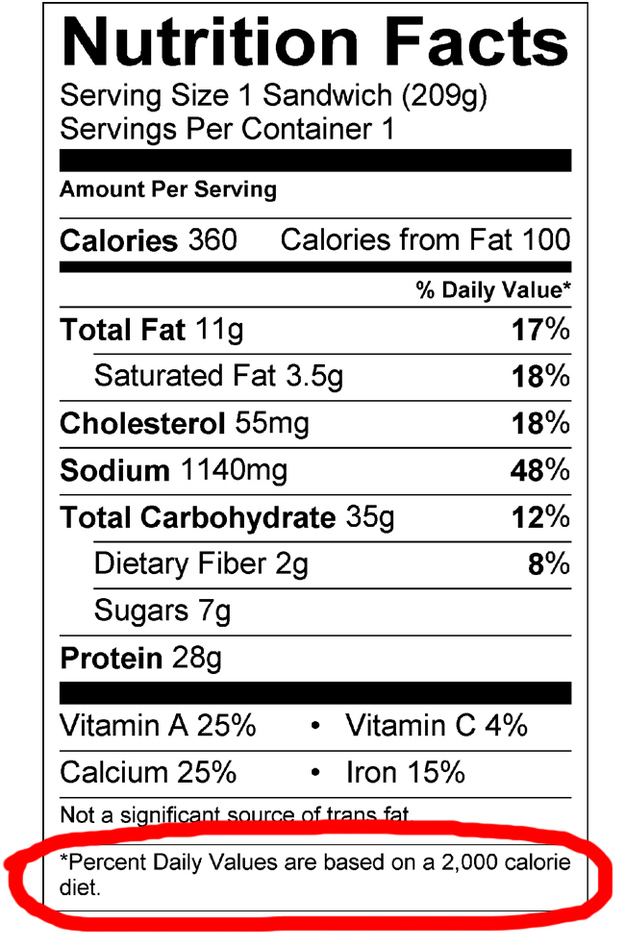 Nutrition Facts
Serving Size 1 Sandwich (209g)
Servings Per Container 1
Amount Per Serving
Calories 360 Calories from Fat 100
% Daily Value*
Total Fat 11g 17%
Saturated Fat 3.5g 18%
Cholesterol 55mg 18%
Sodium 1140mg 48%
Total Carbohydrate 35g 12%
Dietary Fiber 2g 8%
Sugars 7g
Protein 28g
Vitamin A 25% • Vitamin C 4%
Calcium 25% • Iron 15%
Not a significant source of trans fat.
*Percent Daily Values are based on a 2,000 calorie
diet.